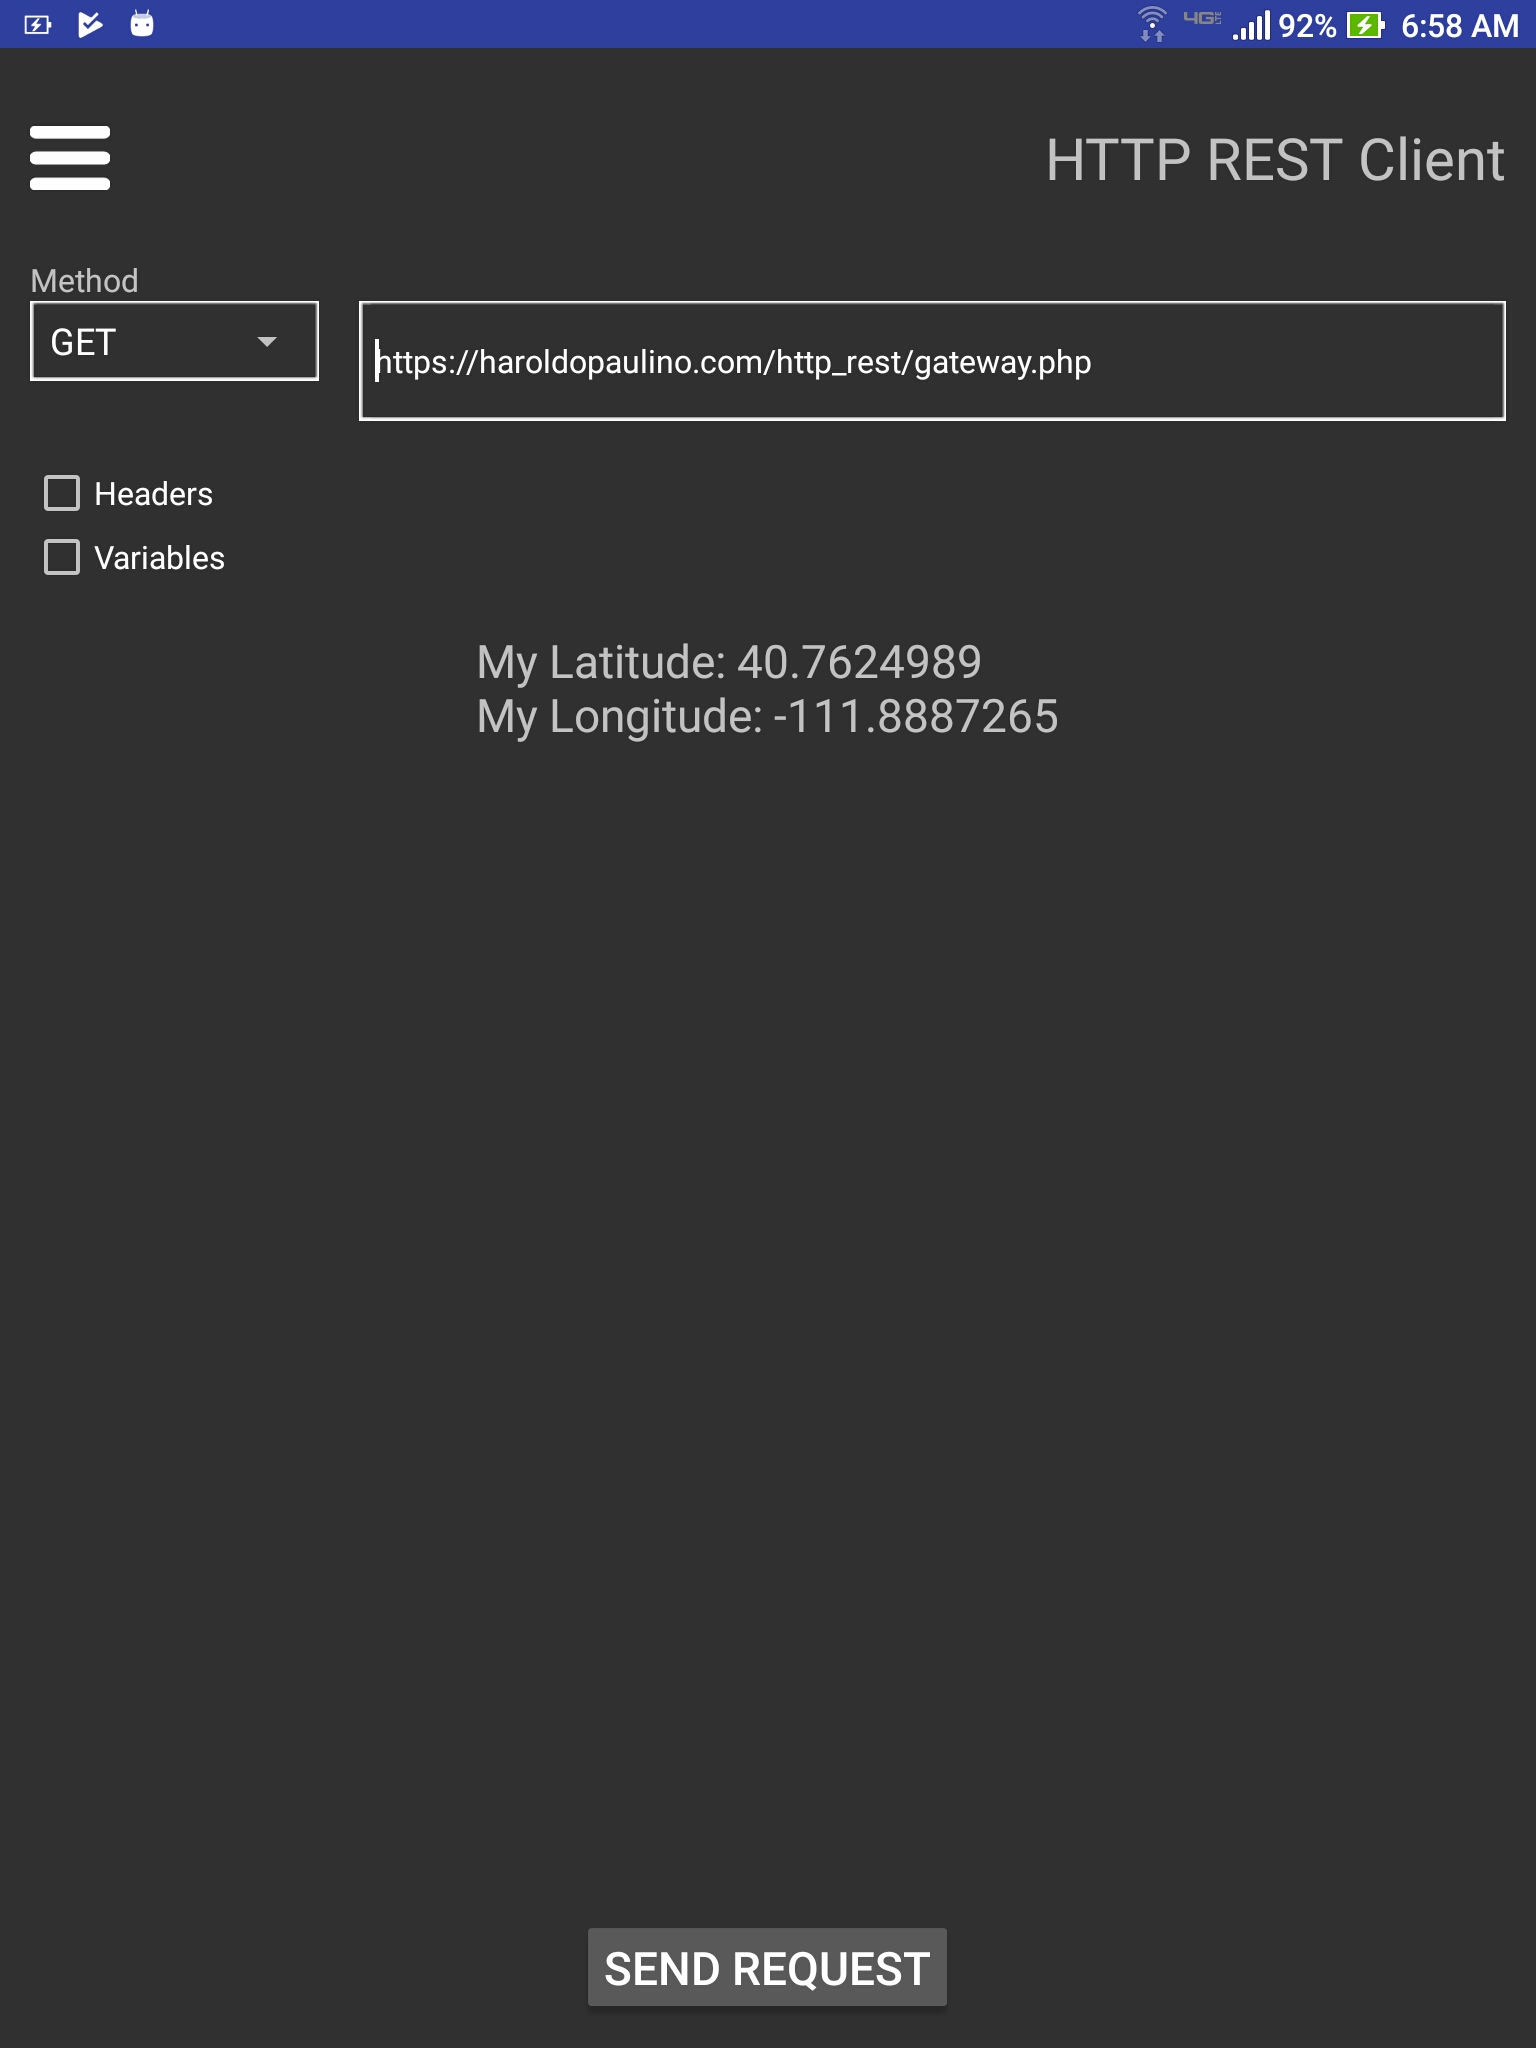 4G LTE 92% 6:58 AM
HTTP REST Client
Method
GET
https://haroldopaulino.com/http_rest/gateway.php
Headers
Variables
My Latitude: 40.7624989
My Longitude: -111.8887265
SEND REQUEST